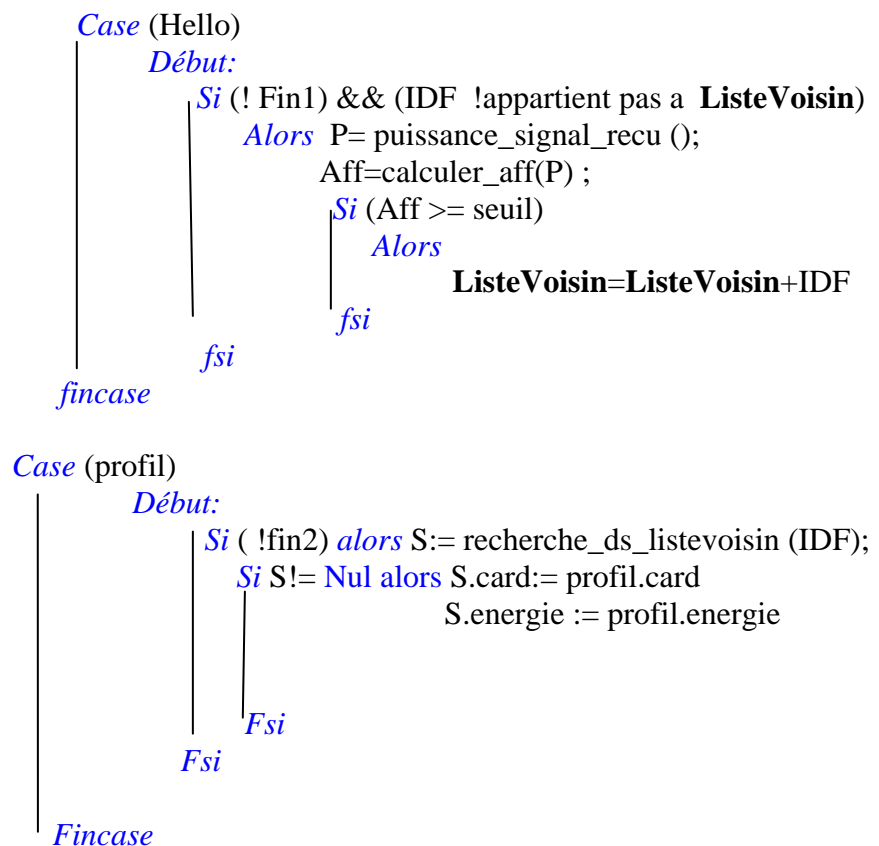 Case (Hello)
Début:
Si (! Fin1) && (IDF !appartient pas a ListeVoisin)
Alors P= puissance_signal_recu ();
Aff=calculer_aff(P) ;
Si (Aff >= seuil)
Alors
ListeVoisin=ListeVoisin+IDF
fsi
fsi
fincase
Case (profil)
Début:
Si ( !fin2) alors S:= recherche_ds_listevoisin (IDF);
Si S!= Nul alors S.card:= profil.card
S.energie := profil.energie
Fsi
Fsi
Fincase